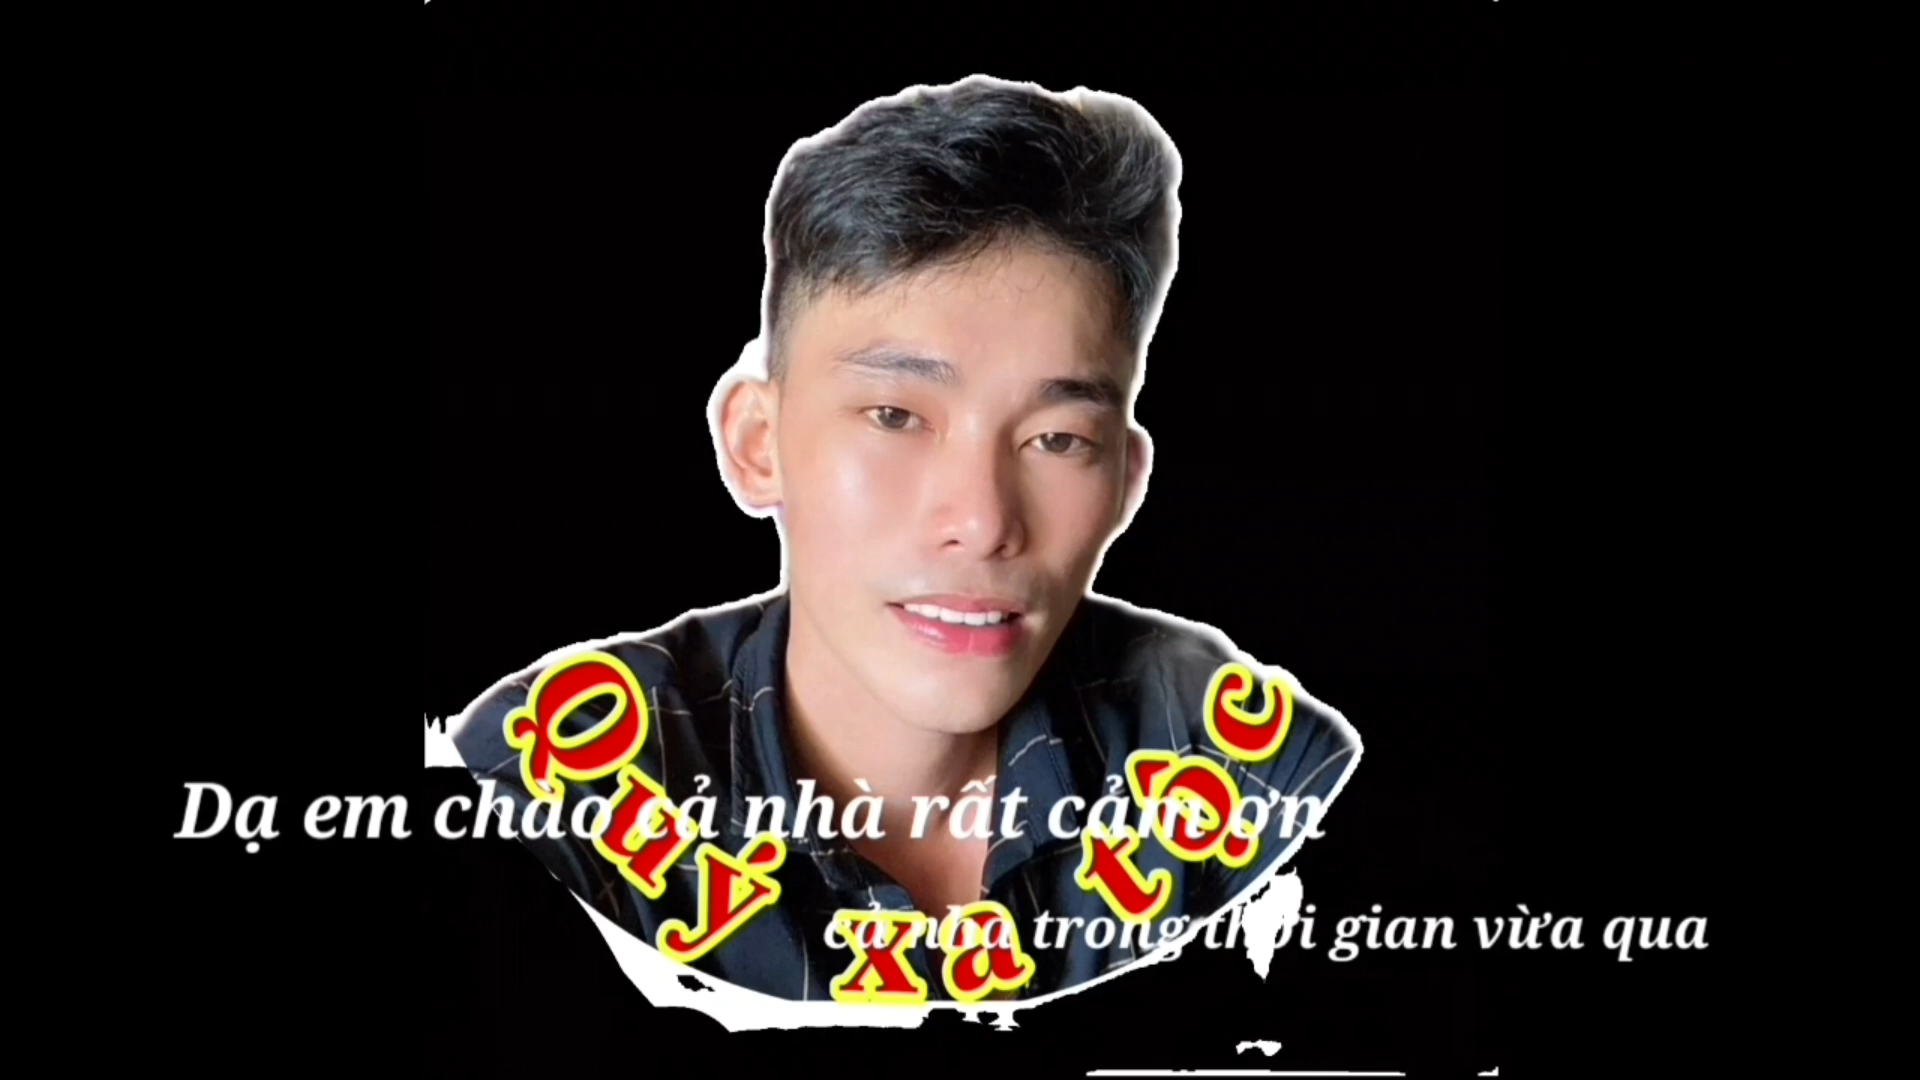 Quý xa tộc
Dạ em chào cả nhà rất cảm ơn
cả nhà trong thời gian vừa qua